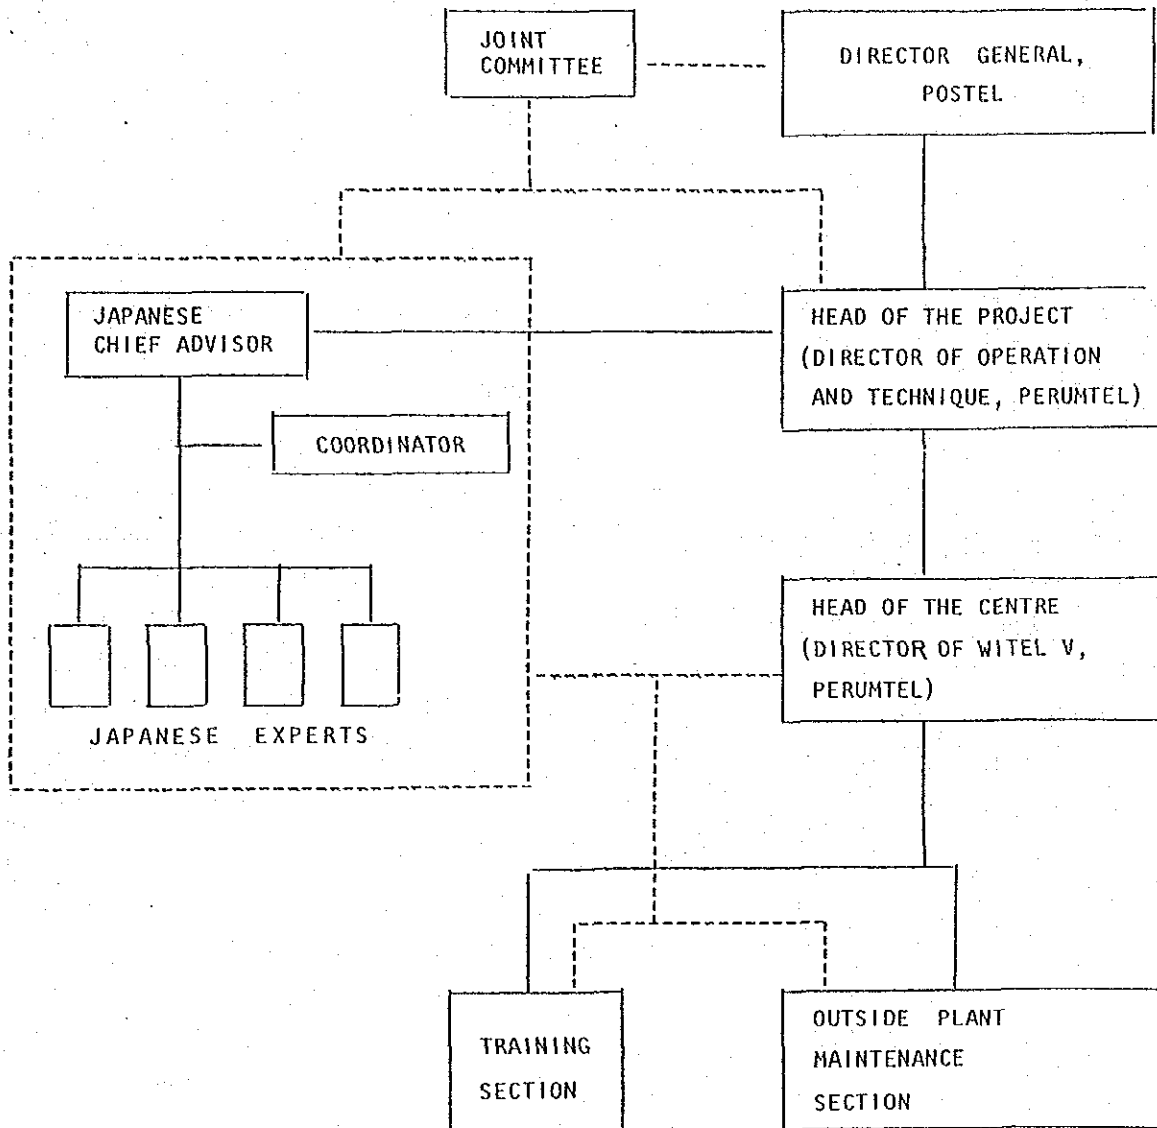 JOINT
COMMITTEE
DIRECTOR GENERAL,
POSTEL
JAPANESE
CHIEF ADVISOR
HEAD OF THE PROJECT
(DIRECTOR OF OPERATION
AND TECHNIQUE, PERUMTEL)
COORDINATOR
HEAD OF THE CENTRE
(DIRECTOR OF WITEL V,
PERUMTEL)
JAPANESE EXPERTS
TRAINING
SECTION
OUTSIDE PLANT
MAINTENANCE
SECTION